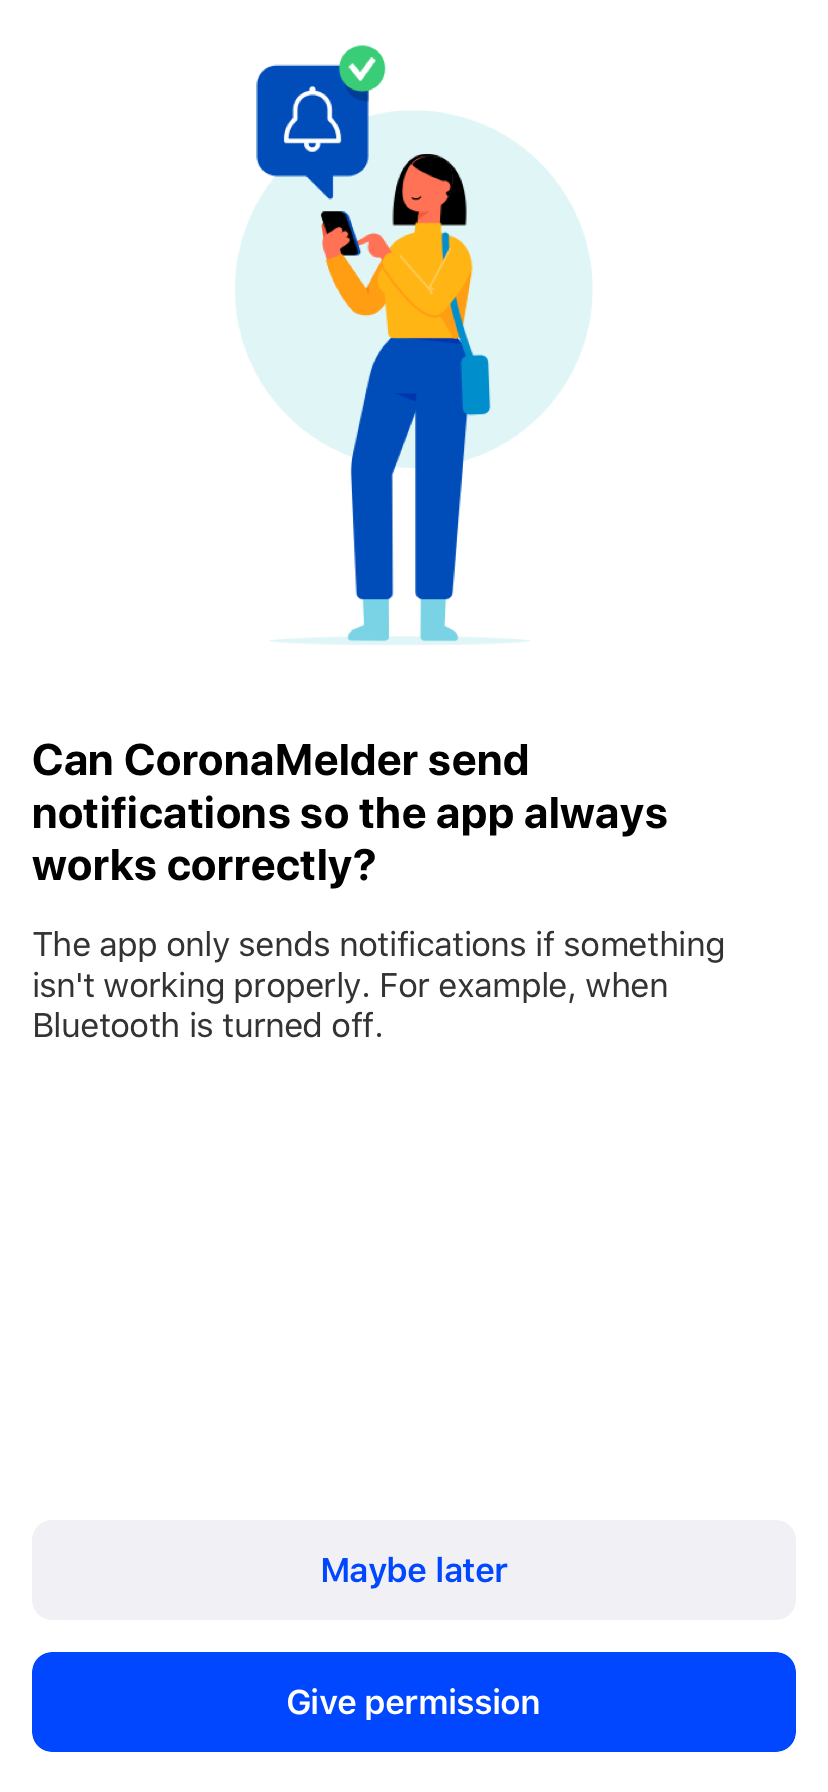 Can CoronaMelder send
notifications so the app always
works correctly?
The app only sends notifications if something
isn't working properly. For example, when
Bluetooth is turned off.
Maybe later
Give permission